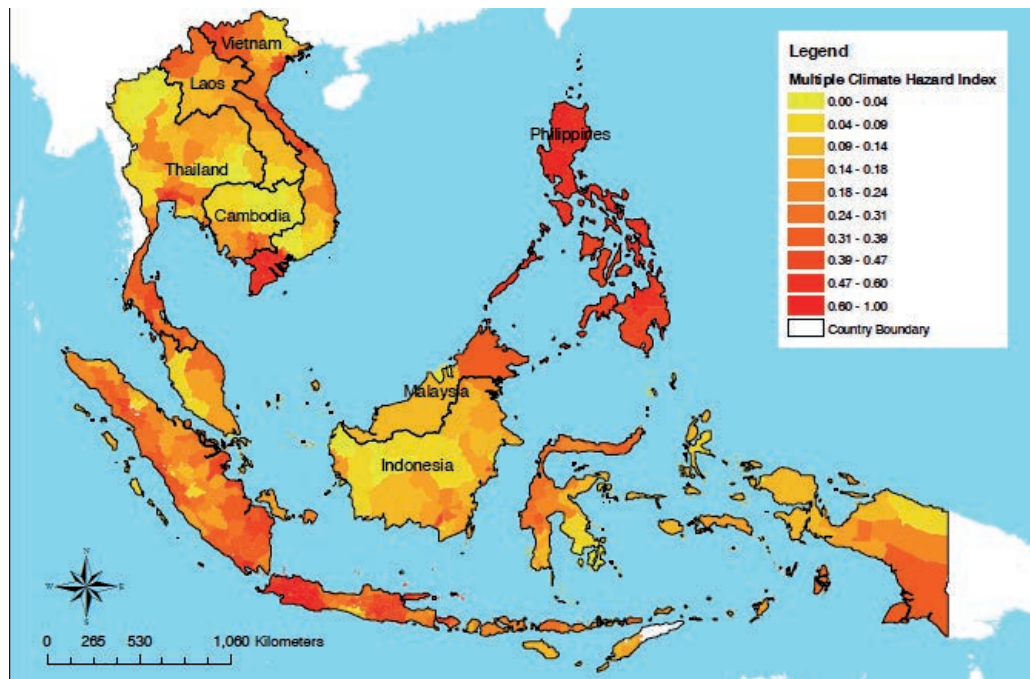 Vietnam
Laos
Thailand
Cambodia
Philippines
Malaysia
Indonesia
Legend
Multiple Climate Hazard Index
0.00 - 0.04
0.04 - 0.09
0.09 - 0.14
0.14 - 0.18
0.18 - 0.24
0.24 - 0.31
0.31 - 0.39
0.39 - 0.47
0.47 - 0.60
0.60 - 1.00
Country Boundary
N
W E
S
0 265 530 1,060 Kilometers